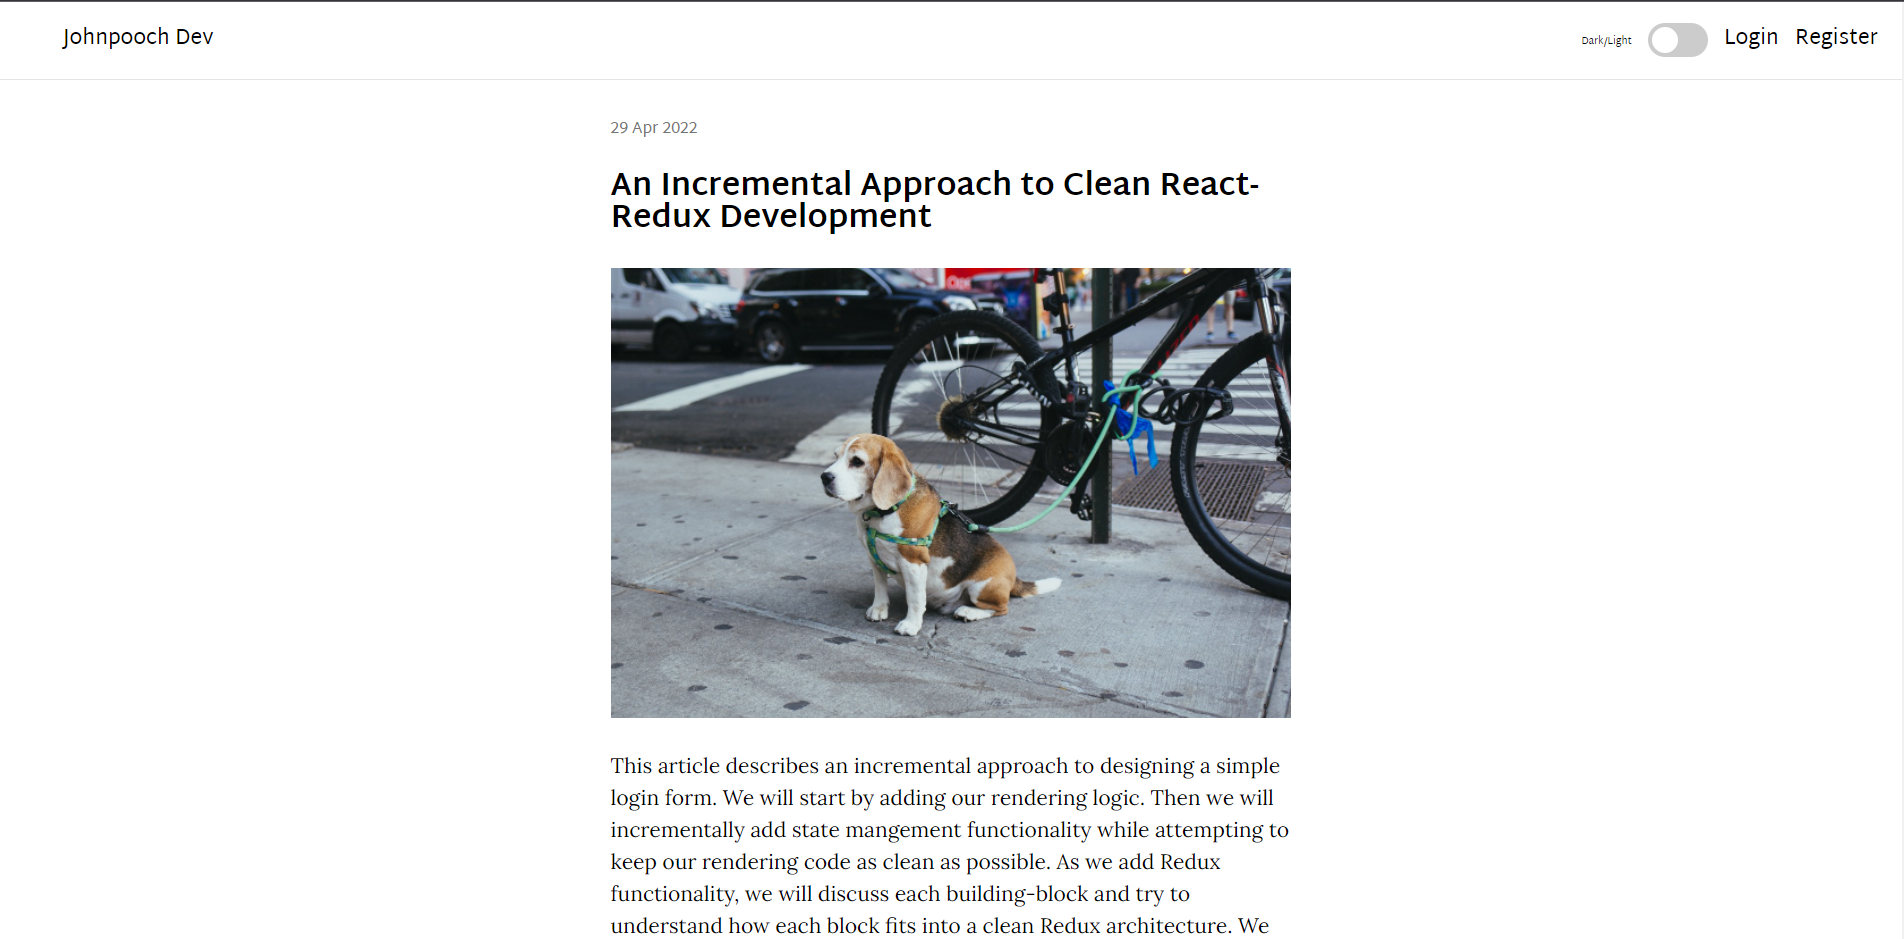 Johnpooch Dev
Dark/Light
Login
Register
29 Apr 2022
An Incremental Approach to Clean React-
Redux Development
This article describes an incremental approach to designing a simple
login form. We will start by adding our rendering logic. Then we will
incrementally add state mangement functionality while attempting to
keep our rendering code as clean as possible. As we add Redux
functionality, we will discuss each building-block and try to
understand how each block fits into a clean Redux architecture. We